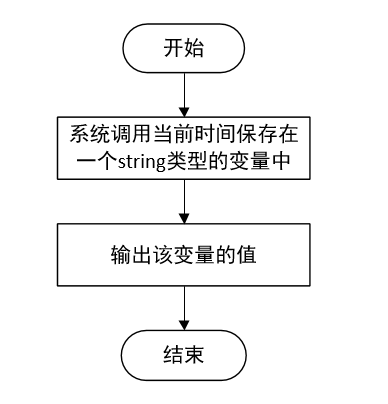 开始
系统调用当前时间保存在
一个string类型的变量中
输出该变量的值
结束